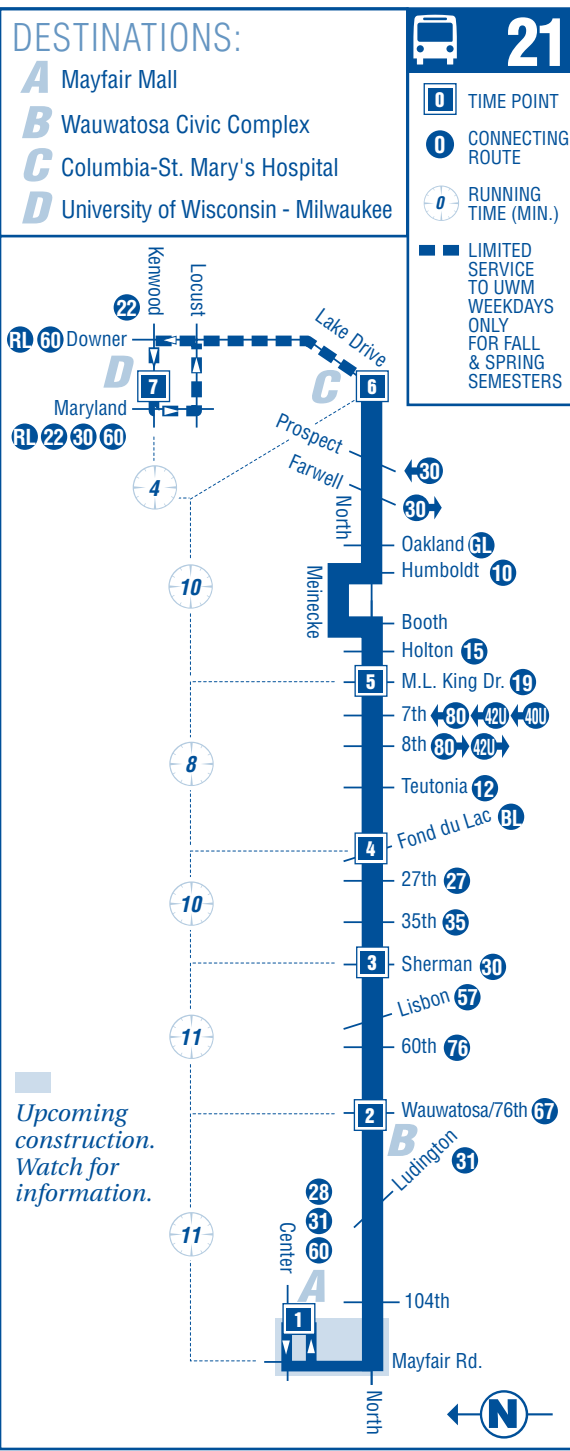 DESTINATIONS:
A Mayfair Mall
B Wauwatosa Civic Complex
C Columbia-St. Mary's Hospital
D University of Wisconsin - Milwaukee
21
0 TIME POINT
0 CONNECTING
ROUTE
0 RUNNING
TIME (MIN.)
LIMITED
SERVICE
TO UWM
WEEKDAYS
ONLY
FOR FALL
& SPRING
SEMESTERS
Kenwood
Locust
22
RL 60 Downer
Lake Drive
D
7
C
6
Maryland
RL 22 30 60
Prospect
30
Farwell
30
4
North
Oakland GL
Humboldt 10
10
Meinecke
Booth
Holton 15
5 M.L. King Dr. 19
7th 80 42U 40U
8th 80 42U
8
Teutonia 12
Fond du Lac BL
4
27th 27
10
35th 35
3 Sherman 30
Lisbon 57
11
60th 76
2 Wauwatosa/76th 67
B
Ludington
31
Upcoming
construction.
Watch for
information.
28
31
60
11
Center
A
1
104th
Mayfair Rd.
North
N